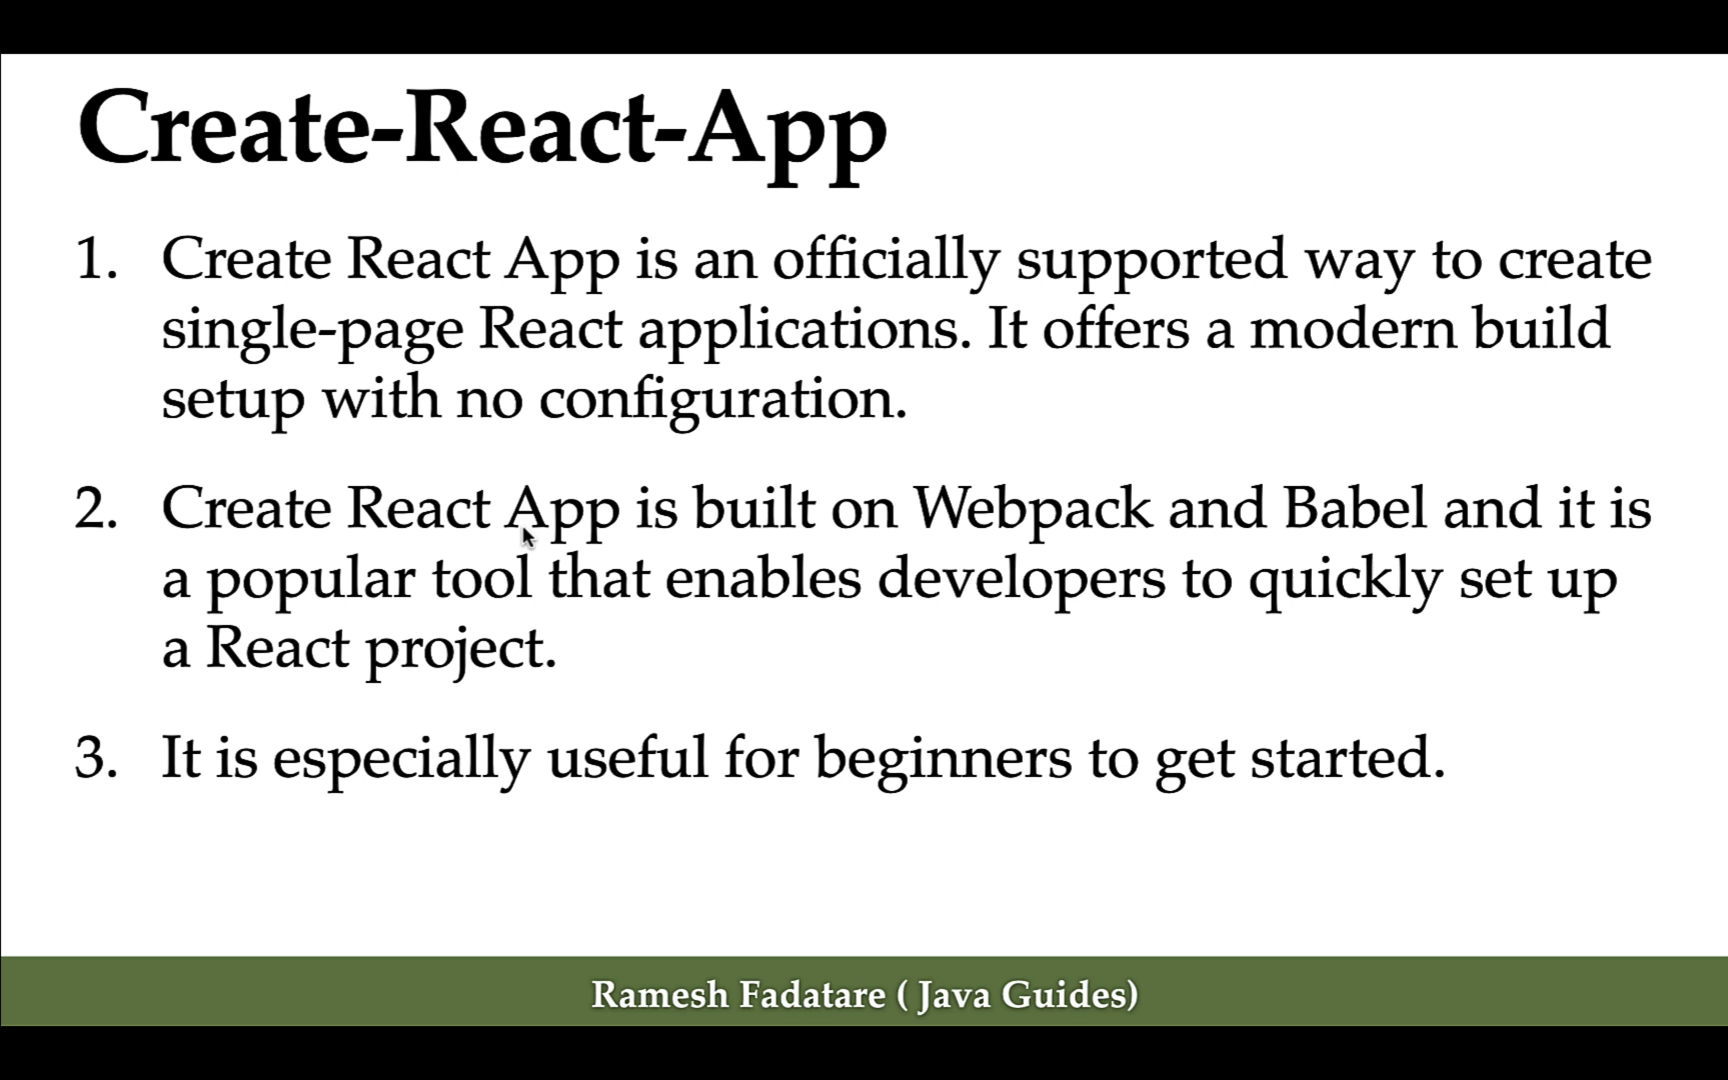 Create-React-App
1. Create React App is an officially supported way to create
single-page React applications. It offers a modern build
setup with no configuration.
2. Create React App is built on Webpack and Babel and it is
a popular tool that enables developers to quickly set up
a React project.
3. It is especially useful for beginners to get started.
Ramesh Fadatare ( Java Guides)